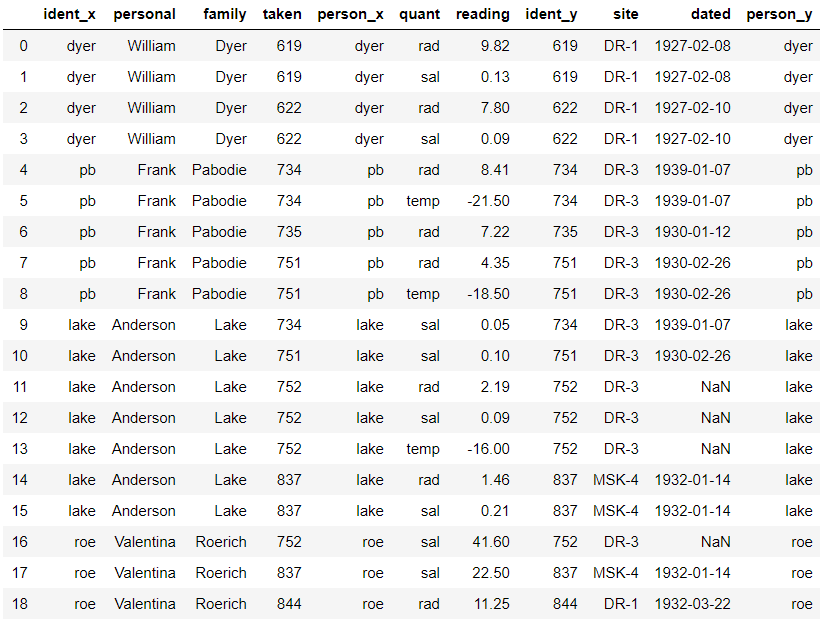 ident_x personal family taken person_x quant reading ident_y site dated person_y
0 dyer William Dyer 619 dyer rad 9.82 619 DR-1 1927-02-08 dyer
1 dyer William Dyer 619 dyer sal 0.13 619 DR-1 1927-02-08 dyer
2 dyer William Dyer 622 dyer rad 7.80 622 DR-1 1927-02-10 dyer
3 dyer William Dyer 622 dyer sal 0.09 622 DR-1 1927-02-10 dyer
4 pb Frank Pabodie 734 pb rad 8.41 734 DR-3 1939-01-07 pb
5 pb Frank Pabodie 734 pb temp -21.50 734 DR-3 1939-01-07 pb
6 pb Frank Pabodie 735 pb rad 7.22 735 DR-3 1930-01-12 pb
7 pb Frank Pabodie 751 pb rad 4.35 751 DR-3 1930-02-26 pb
8 pb Frank Pabodie 751 pb temp -18.50 751 DR-3 1930-02-26 pb
9 lake Anderson Lake 734 lake sal 0.05 734 DR-3 1939-01-07 lake
10 lake Anderson Lake 751 lake sal 0.10 751 DR-3 1930-02-26 lake
11 lake Anderson Lake 752 lake rad 2.19 752 DR-3 NaN lake
12 lake Anderson Lake 752 lake sal 0.09 752 DR-3 NaN lake
13 lake Anderson Lake 752 lake temp -16.00 752 DR-3 NaN lake
14 lake Anderson Lake 837 lake rad 1.46 837 MSK-4 1932-01-14 lake
15 lake Anderson Lake 837 lake sal 0.21 837 MSK-4 1932-01-14 lake
16 roe Valentina Roerich 752 roe sal 41.60 752 DR-3 NaN roe
17 roe Valentina Roerich 837 roe sal 22.50 837 MSK-4 1932-01-14 roe
18 roe Valentina Roerich 844 roe rad 11.25 844 DR-1 1932-03-22 roe